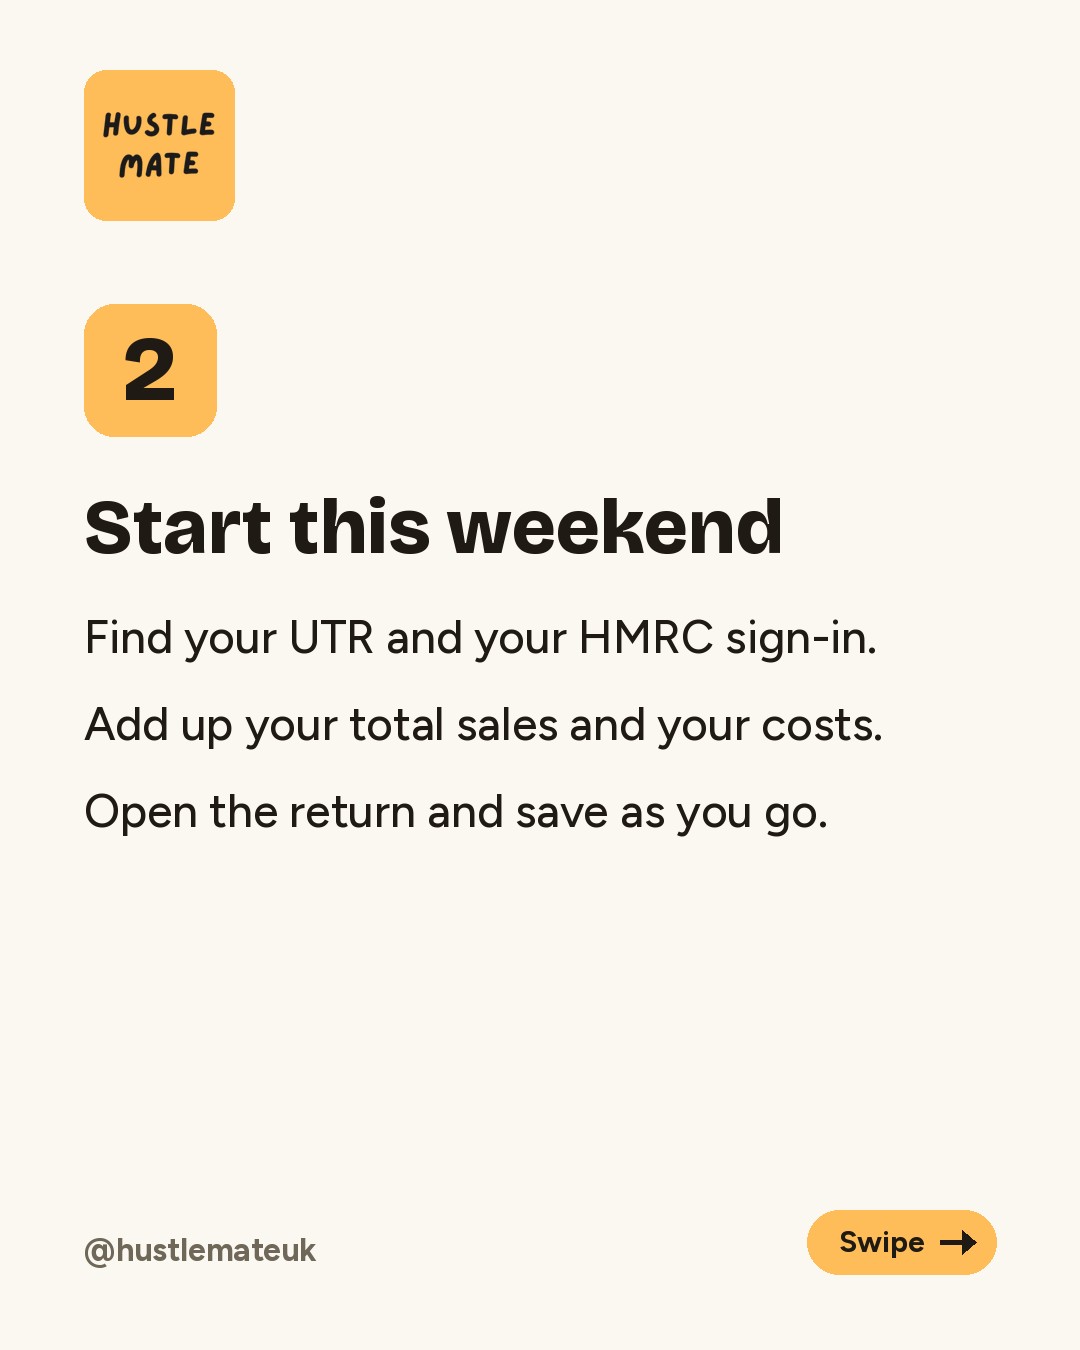 HUSTLE
MATE
2
Start this weekend
Find your UTR and your HMRC sign-in.
Add up your total sales and your costs.
Open the return and save as you go.
@hustlemateuk
Swipe